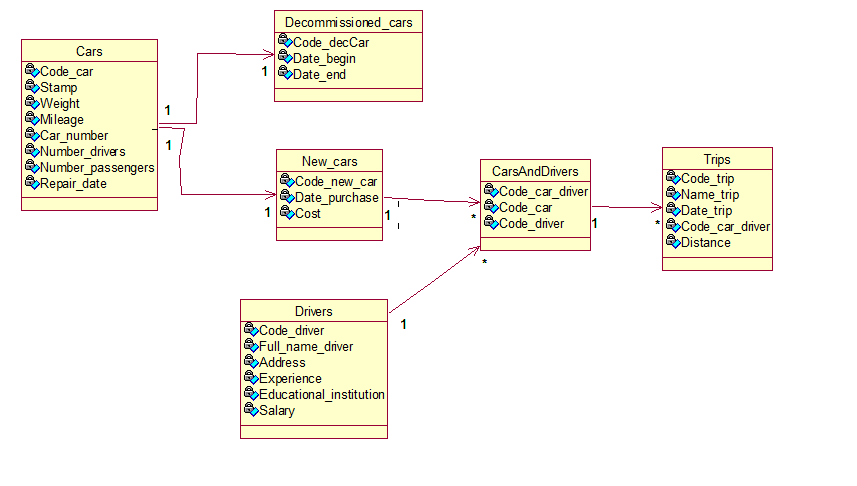 Cars
Code_car
Stamp
Weight
Mileage
Car_number
Number_drivers
Number_passengers
Repair_date
1
1
Decommissioned_cars
Code_decCar
Date_begin
Date_end
1
New_cars
Code_new_car
Date_purchase
Cost
1
1
CarsAndDrivers
Code_car_driver
Code_car
Code_driver
*
*
1
Trips
Code_trip
Name_trip
Date_trip
Code_car_driver
Distance
*
Drivers
Code_driver
Full_name_driver
Address
Experience
Educational_institution
Salary
1